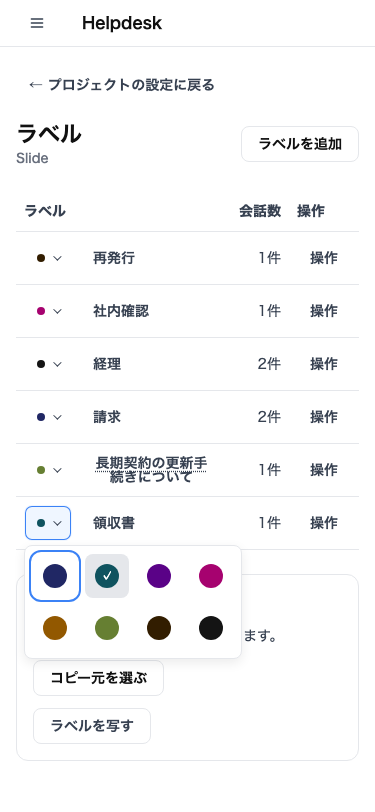 Helpdesk
← プロジェクトの設定に戻る
ラベル
Slide
ラベルを追加
ラベル 会話数 操作
再発行 1件 操作
社内確認 1件 操作
経理 2件 操作
請求 2件 操作
長期契約の更新手
続きについて
1件 操作
領収書 1件 操作
ます。
コピー元を選ぶ
ラベルを写す